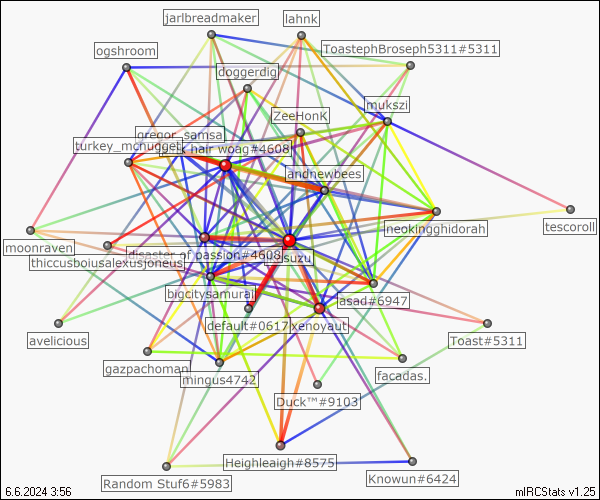 jarlbreadmaker
lahnk
ogshroom
ToastephBroseph5311#5311
doggerdig
mukszi
ZeeHonK
gregor_samsa
turkey_mcnugget
hair woag#4608
andnewbees
neokingghidorah
tescoroll
moonraven
thiccusboiusalexusjoneus
disaster of passion#4608
suzu
bigcitysamurai
jasad#6947
default#0617
xenoyaut
avelicious
Toast#5311
gazpachoman
mingus4742
facadas.
Duck™#9103
Heighleaigh#8575
Random Stuf6#5983
Knowun#6424
6.6.2024 3:56
mIRCStats v1.25